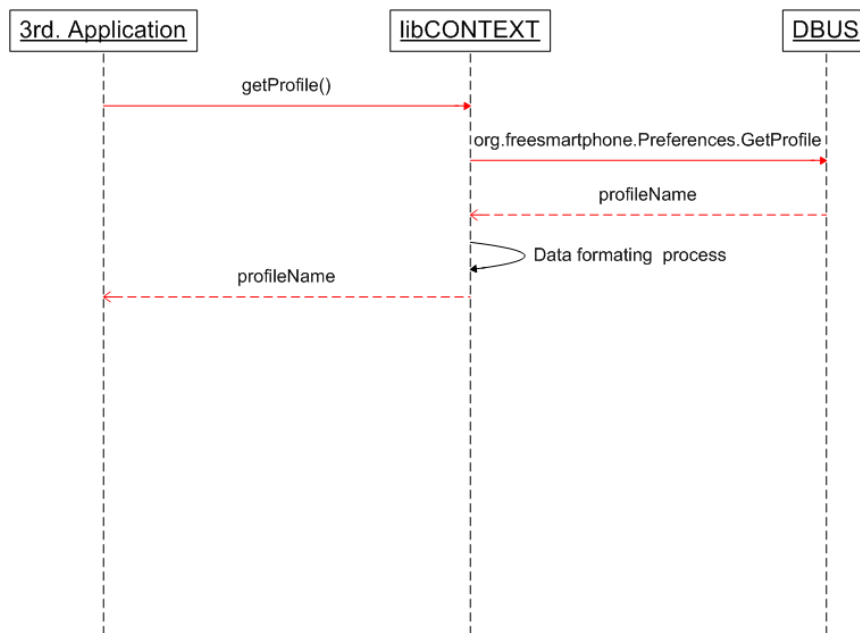 3rd. Application
libCONTEXT
DBUS
getProfile()
org.freesmartphone.Preferences.GetProfile
profileName
Data formating process
profileName